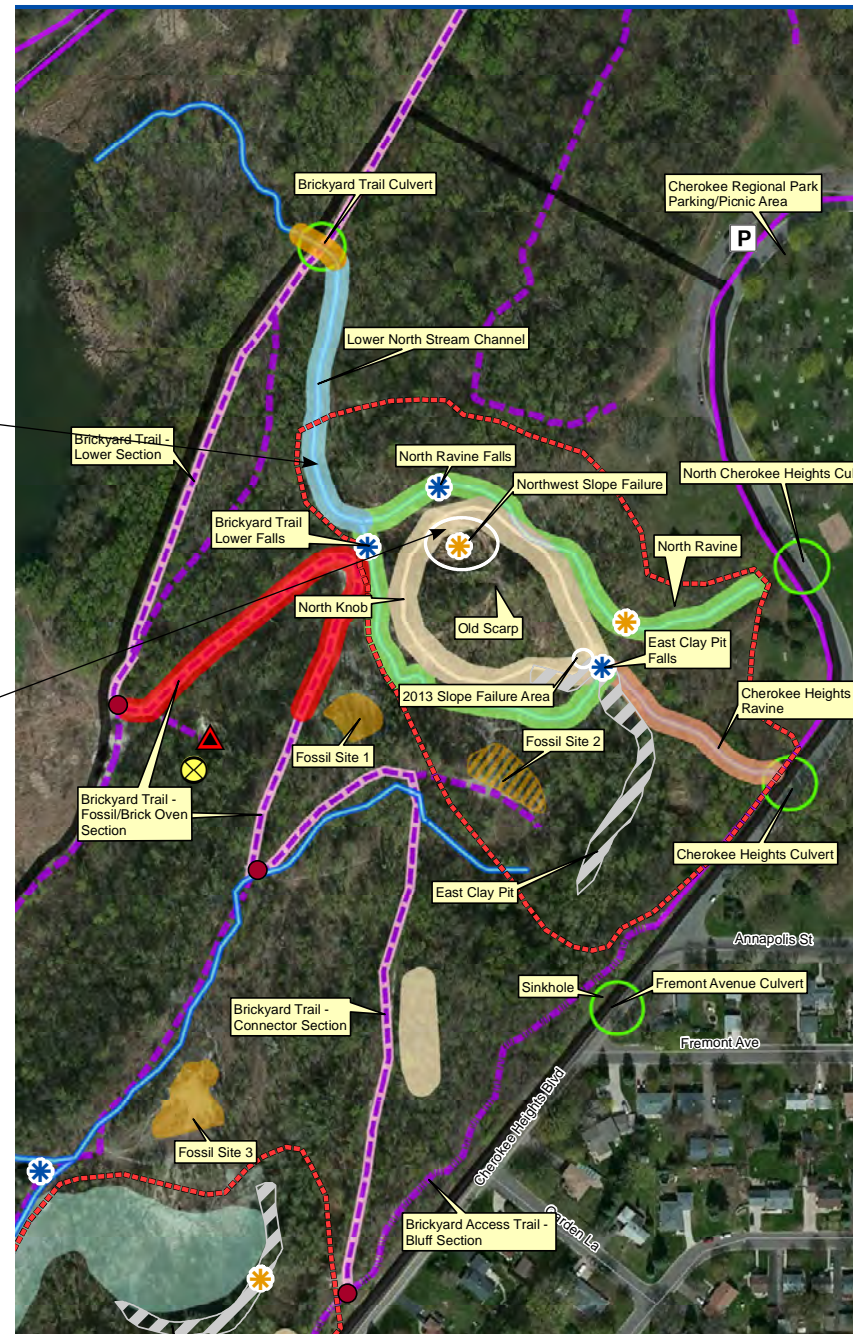 Brickyard Trail Culvert
Cherokee Regional Park
Parking/Picnic Area
P
Lower North Stream Channel
Brickyard Trail -
Lower Section
North Ravine Falls
North Cherokee Heights Cul
Northwest Slope Failure
Brickyard Trail
Lower Falls
North Ravine
North Knob
Old Scarp
East Clay Pit
Falls
2013 Slope Failure Area
Cherokee Heights
Ravine
Fossil Site 1
Fossil Site 2
Brickyard Trail -
Fossil/Brick Oven
Section
Cherokee Heights Culvert
East Clay Pit
Annapolis St
Sinkhole
Fremont Avenue Culvert
Brickyard Trail -
Connector Section
Fremont Ave
Cherokee Heights Blvd
Fossil Site 3
Brickyard Access Trail -
Bluff Section
Garden La